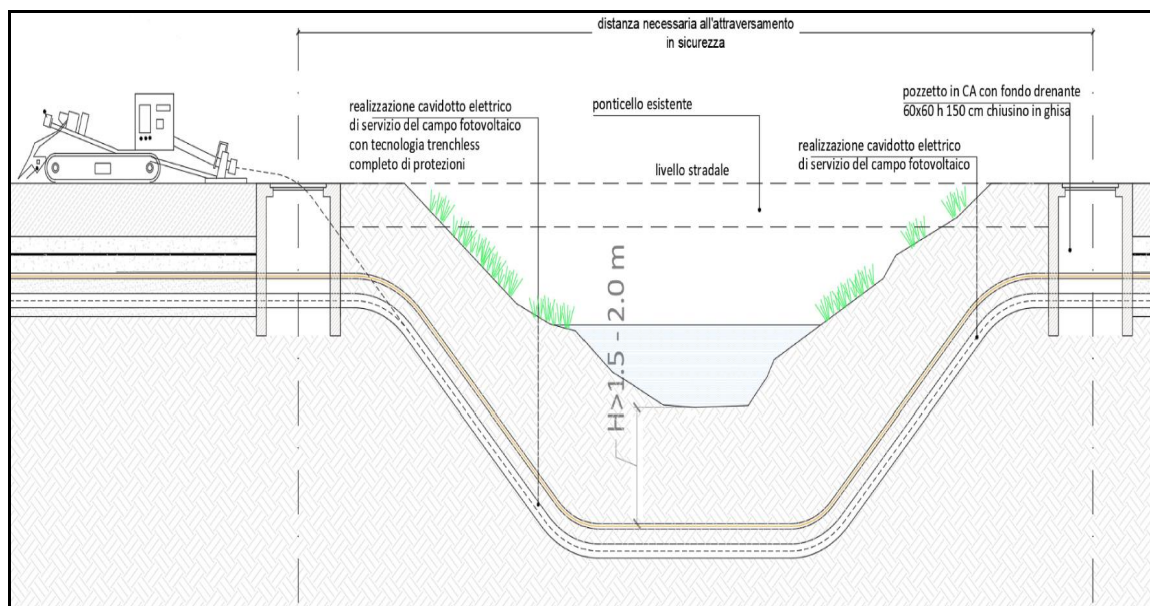 distanza necessaria all'attraversamento
in sicurezza
realizzazione cavidotto elettrico
di servizio del campo fotovoltaico
con tecnologia trenchless
completo di protezioni
ponticello esistente
livello stradale
pozzetto in CA con fondo drenante
60x60 h 150 cm chiusino in ghisa
realizzazione cavidotto elettrico
di servizio del campo fotovoltaico
H>1.5 - 2.0 m